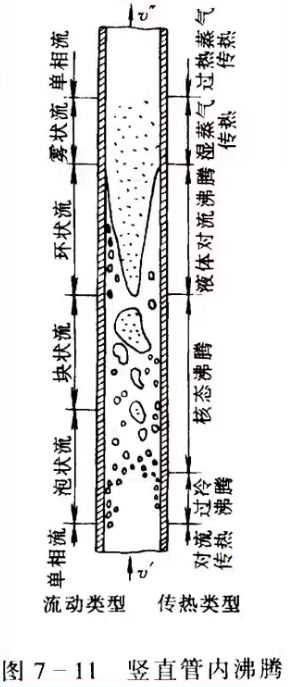 v″
单相流
雾状流
环状流
块状流
泡状流
单相流
过热蒸气
传热
湿蒸气
传热
液体对流沸腾
核态沸腾
过冷
沸腾
对流
传热
v′
流动类型 传热类型
图 7-11 竖直管内沸腾